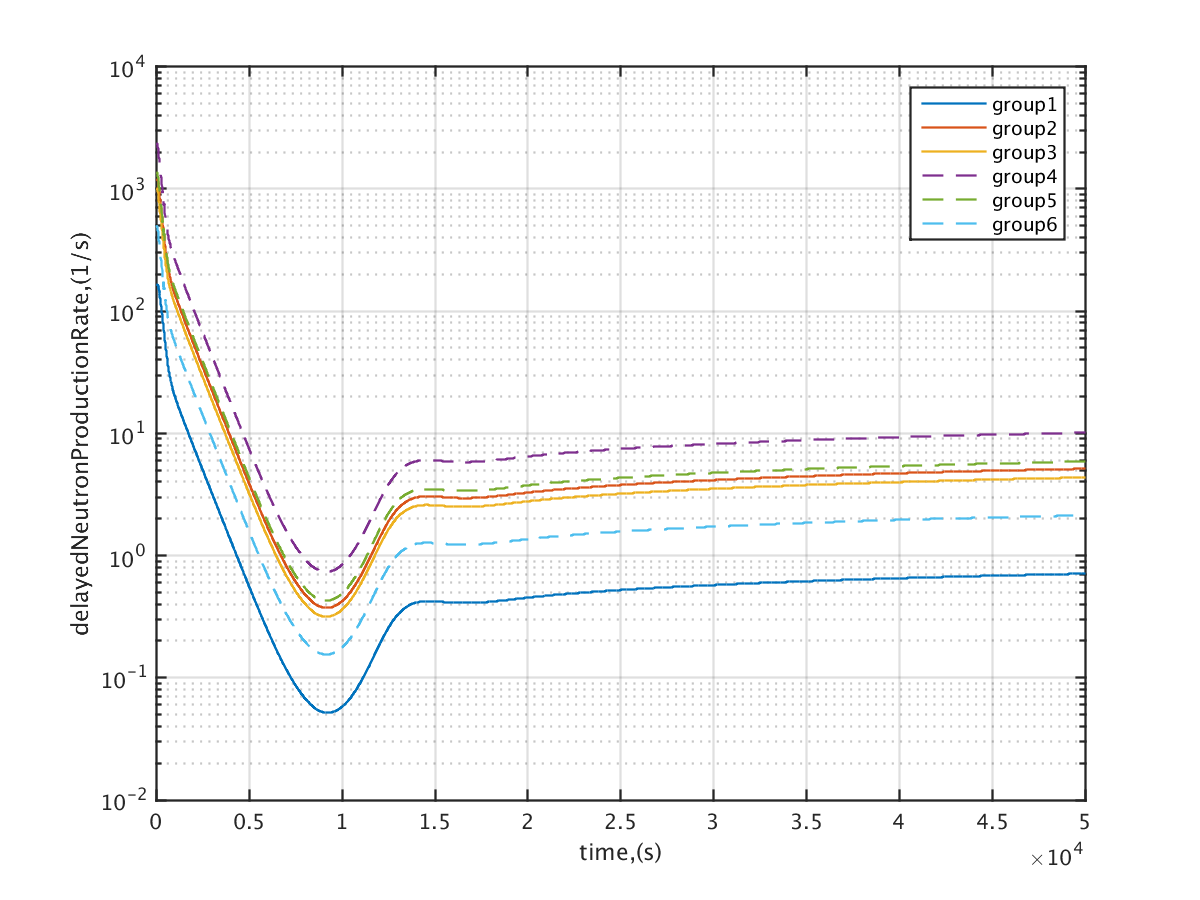 10^4
10^3
10^2
10^1
10^0
10^-1
10^-2
delayedNeutronProductionRate,(1/s)
group1
group2
group3
group4
group5
group6
0 0.5 1 1.5 2 2.5 3 3.5 4 4.5 5
time,(s)
×10^4